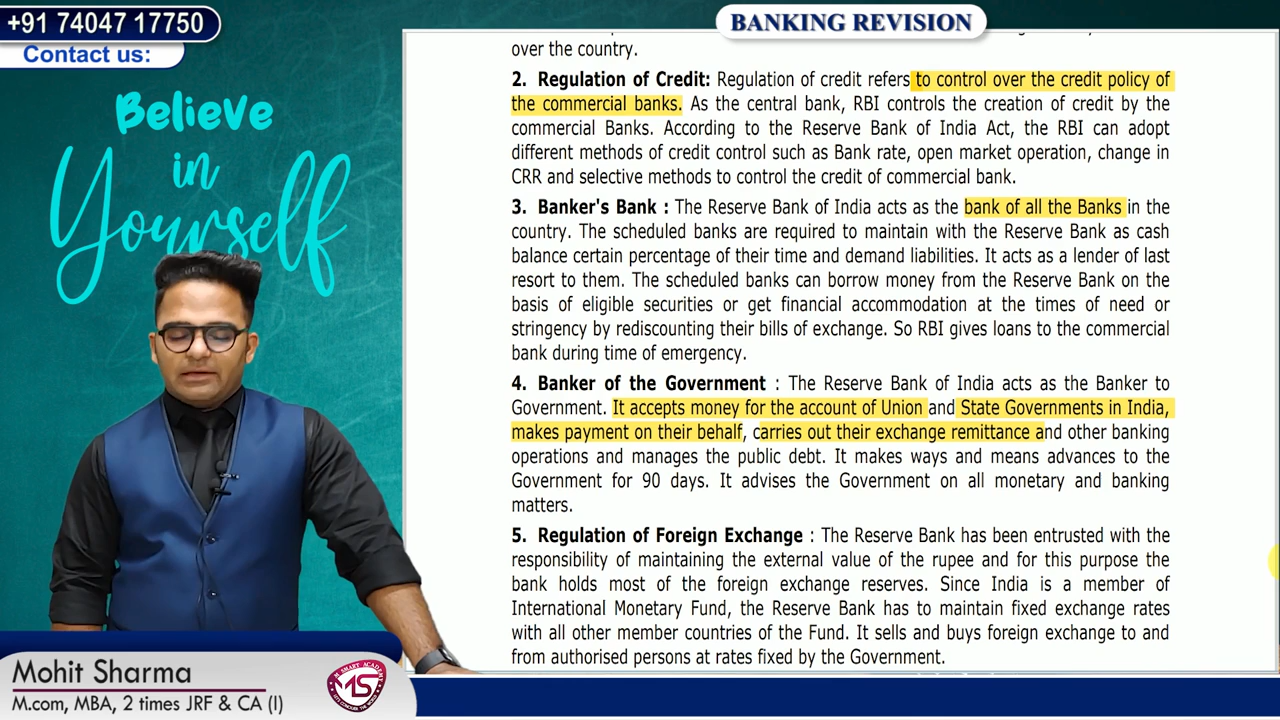 +91 74047 17750
Contact us:
BANKING REVISION
Believe
in
Yourself
over the country.
2. Regulation of Credit: Regulation of credit refers to control over the credit policy of
the commercial banks. As the central bank, RBI controls the creation of credit by the
commercial Banks. According to the Reserve Bank of India Act, the RBI can adopt
different methods of credit control such as Bank rate, open market operation, change in
CRR and selective methods to control the credit of commercial bank.
3. Banker's Bank : The Reserve Bank of India acts as the bank of all the Banks in the
country. The scheduled banks are required to maintain with the Reserve Bank as cash
balance certain percentage of their time and demand liabilities. It acts as a lender of last
resort to them. The scheduled banks can borrow money from the Reserve Bank on the
basis of eligible securities or get financial accommodation at the times of need or
stringency by rediscounting their bills of exchange. So RBI gives loans to the commercial
bank during time of emergency.
4. Banker of the Government : The Reserve Bank of India acts as the Banker to
Government. It accepts money for the account of Union and State Governments in India,
makes payment on their behalf, carries out their exchange remittance and other banking
operations and manages the public debt. It makes ways and means advances to the
Government for 90 days. It advises the Government on all monetary and banking
matters.
5. Regulation of Foreign Exchange : The Reserve Bank has been entrusted with the
responsibility of maintaining the external value of the rupee and for this purpose the
bank holds most of the foreign exchange reserves. Since India is a member of
International Monetary Fund, the Reserve Bank has to maintain fixed exchange rates
with all other member countries of the Fund. It sells and buys foreign exchange to and
from authorised persons at rates fixed by the Government.
Mohit Sharma
M.com, MBA, 2 times JRF & CA (I)
MS